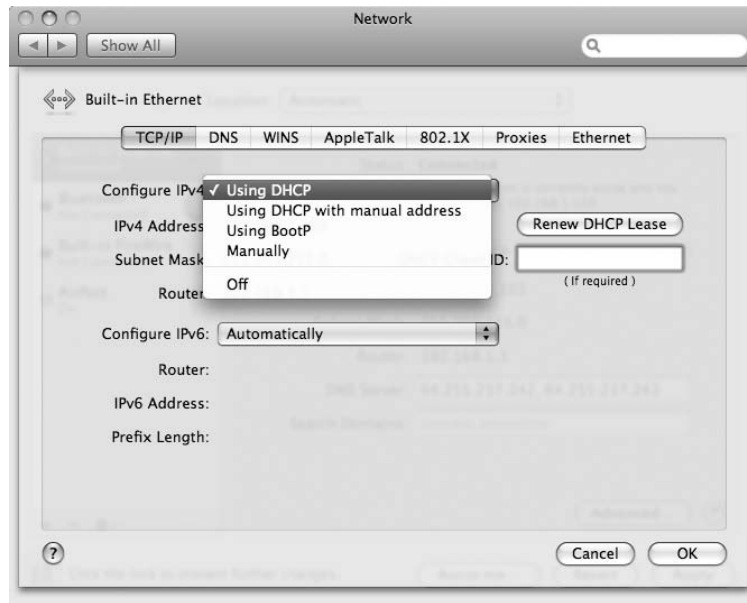 Network
Show All
Built-in Ethernet
TCP/IP DNS WINS AppleTalk 802.1X Proxies Ethernet
Configure IPv4
✓ Using DHCP
Using DHCP with manual address
Using BootP
Manually
Off
IPv4 Address
Renew DHCP Lease
Subnet Mask
ID:
(If required)
Router
Configure IPv6: Automatically
Router:
IPv6 Address:
Prefix Length:
? Cancel OK